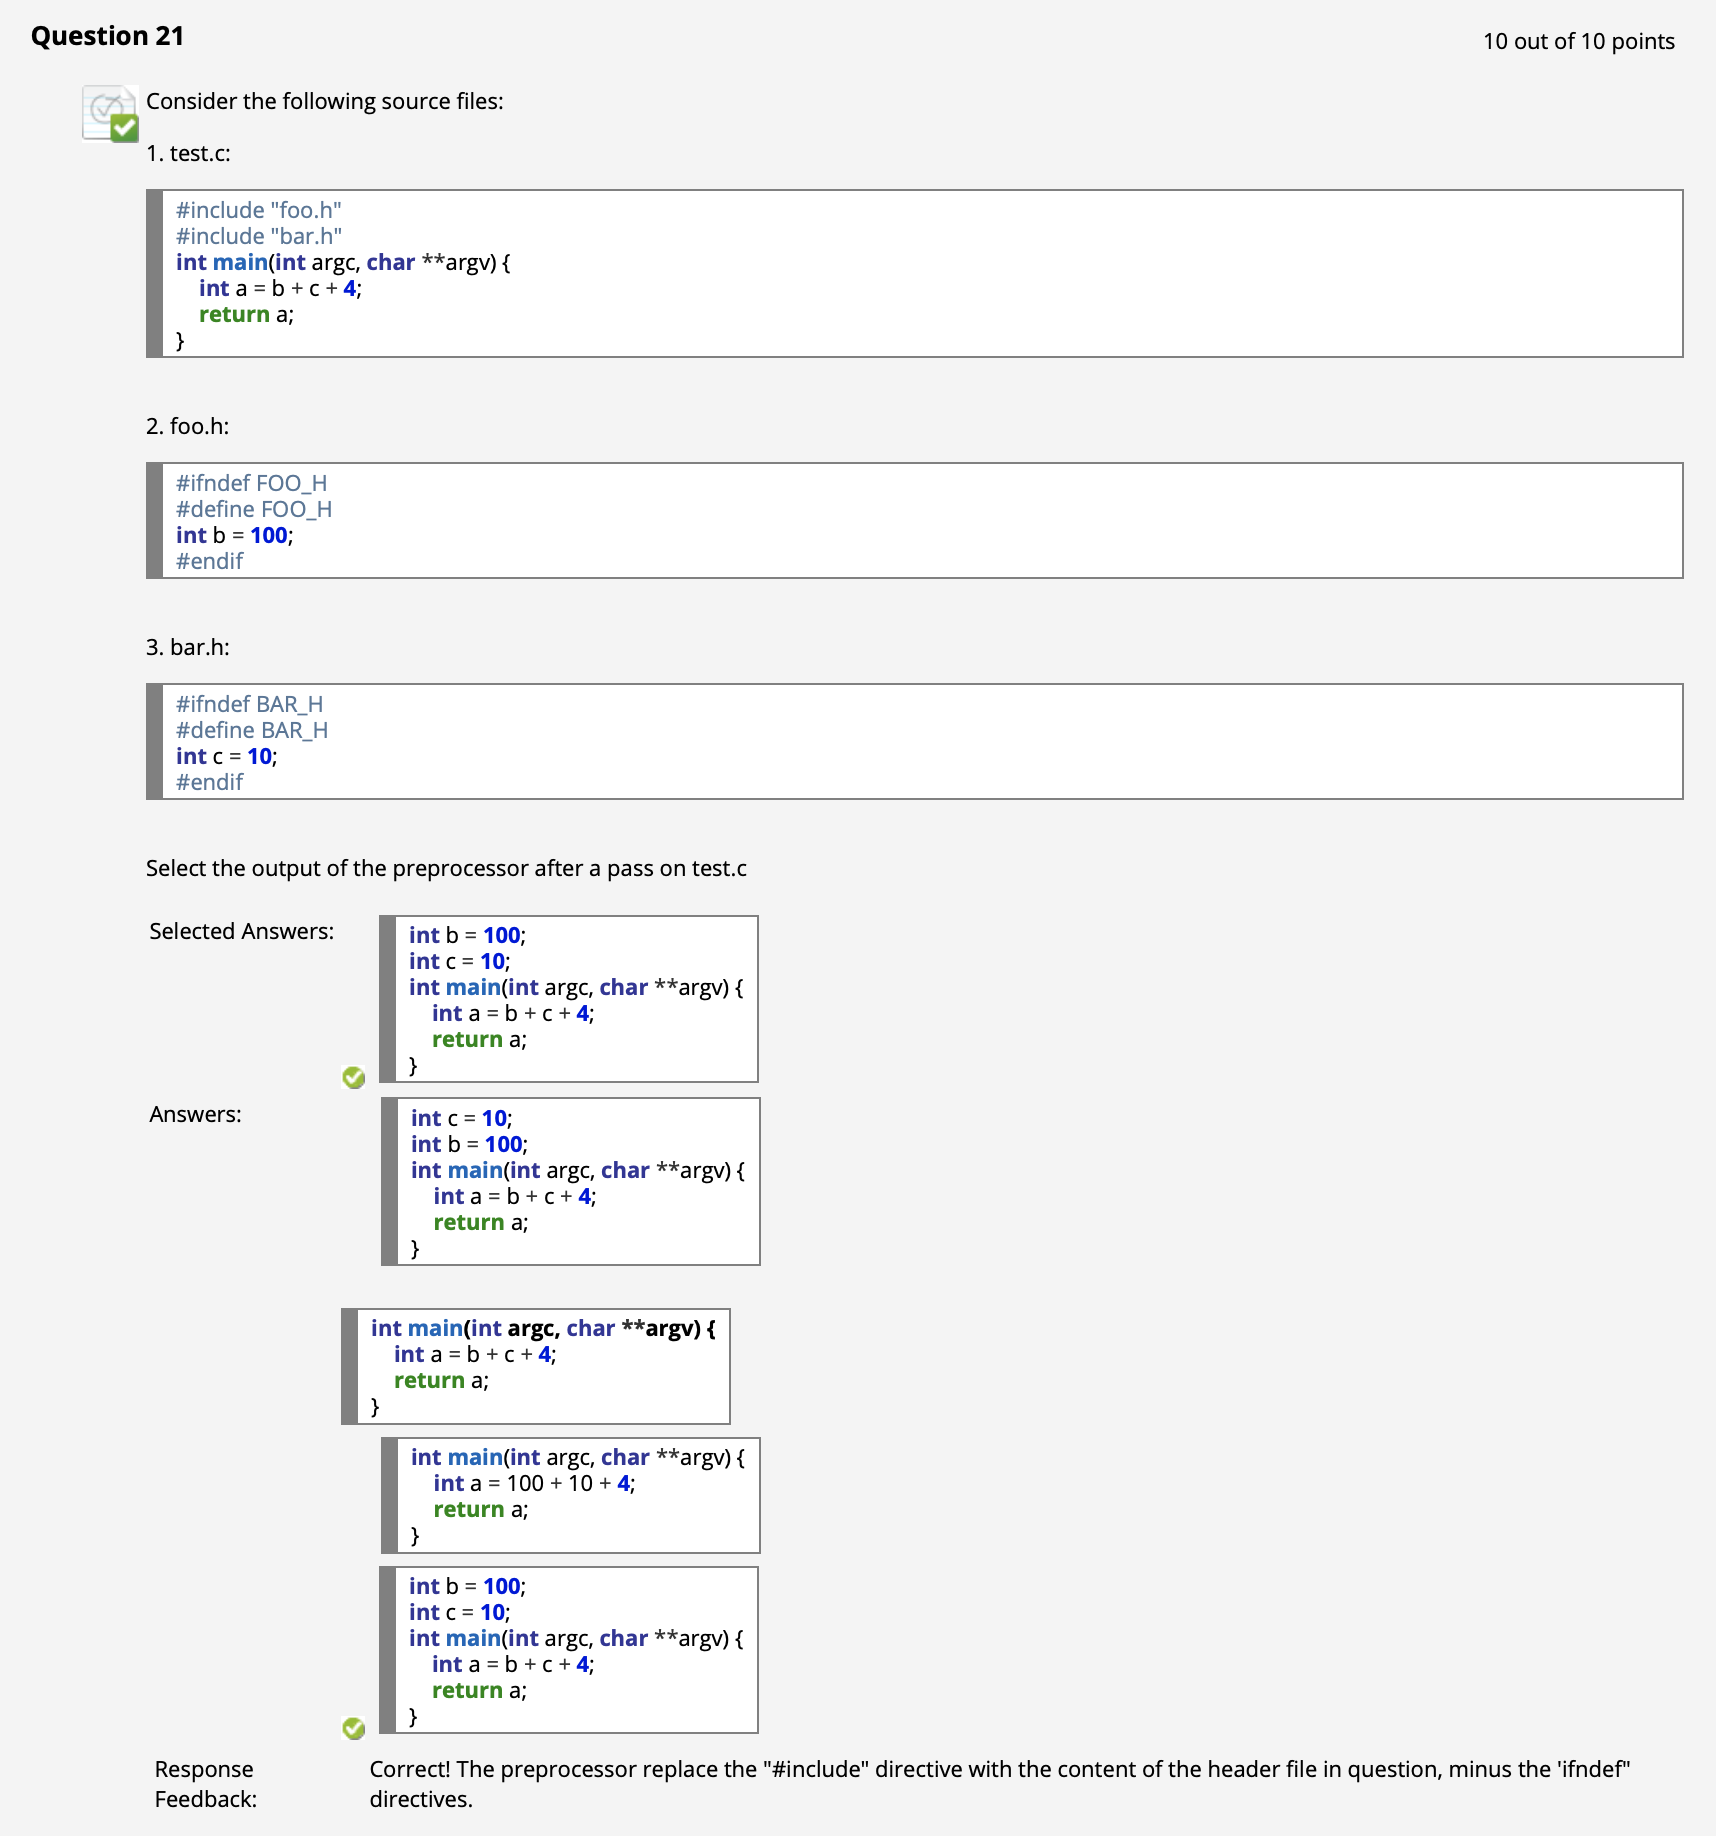 Question 21
10 out of 10 points
Consider the following source files:
1. test.c:
#include "foo.h"
#include "bar.h"
int main(int argc, char **argv) {
    int a = b + c + 4;
    return a;
}
2. foo.h:
#ifndef FOO_H
#define FOO_H
int b = 100;
#endif
3. bar.h:
#ifndef BAR_H
#define BAR_H
int c = 10;
#endif
Select the output of the preprocessor after a pass on test.c
Selected Answers:
int b = 100;
int c = 10;
int main(int argc, char **argv) {
    int a = b + c + 4;
    return a;
}
Answers:
int c = 10;
int b = 100;
int main(int argc, char **argv) {
    int a = b + c + 4;
    return a;
}
int main(int argc, char **argv) {
    int a = b + c + 4;
    return a;
}
int main(int argc, char **argv) {
    int a = 100 + 10 + 4;
    return a;
}
int b = 100;
int c = 10;
int main(int argc, char **argv) {
    int a = b + c + 4;
    return a;
}
Response Feedback:
Correct! The preprocessor replace the "#include" directive with the content of the header file in question, minus the 'ifndef"
directives.